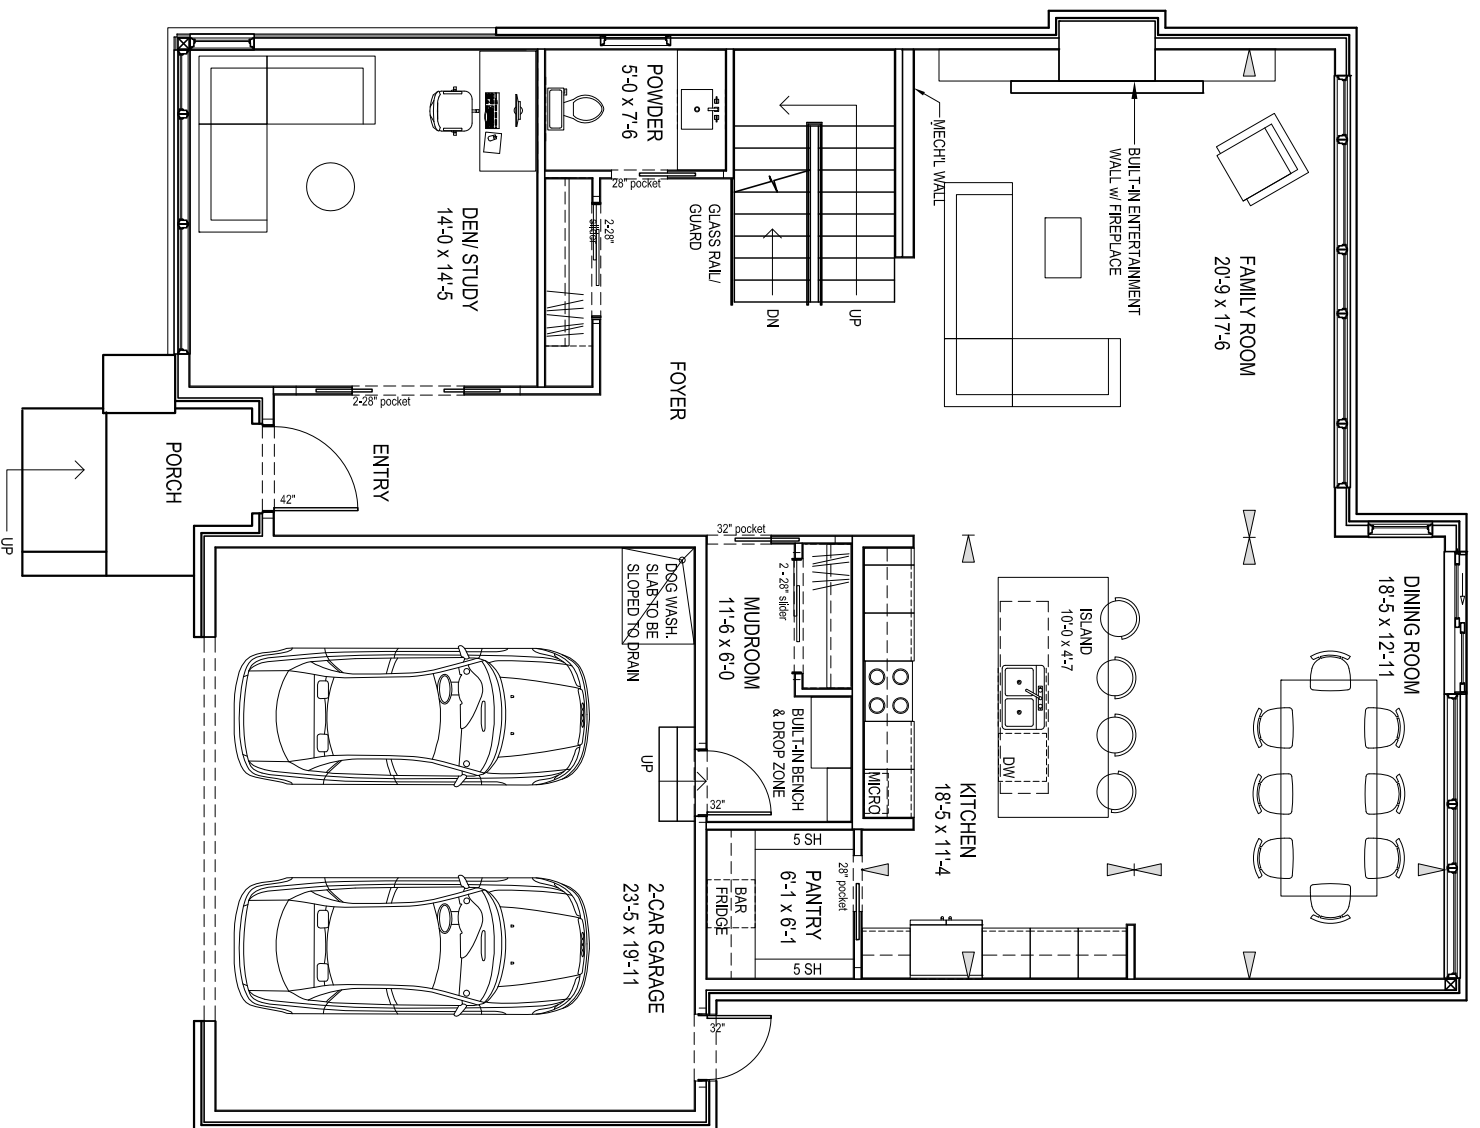 FAMILY ROOM
20'-9 x 17'-6
DINING ROOM
18'-5 x 12'-11
BUILT-IN ENTERTAINMENT
WALL w/ FIREPLACE
MECH'L WALL
ISLAND
10'-0 x 4'-7
DW
KITCHEN
18'-5 x 11'-4
MICRO
UP
DN
GLASS RAIL/
GUARD
POWDER
5'-0 x 7'-6
28" pocket
2-28"
slider
FOYER
32" pocket
2 - 28" slider
MUDROOM
11'-6 x 6'-0
BUILT-IN BENCH
& DROP ZONE
32"
28" pocket
5 SH
PANTRY
6'-1 x 6'-1
5 SH
BAR
FRIDGE
DEN/ STUDY
14'-0 x 14'-5
2-28" pocket
ENTRY
42"
PORCH
UP
DOG WASH.
SLAB TO BE
SLOPED TO DRAIN
UP
2-CAR GARAGE
23'-5 x 19'-11
32"